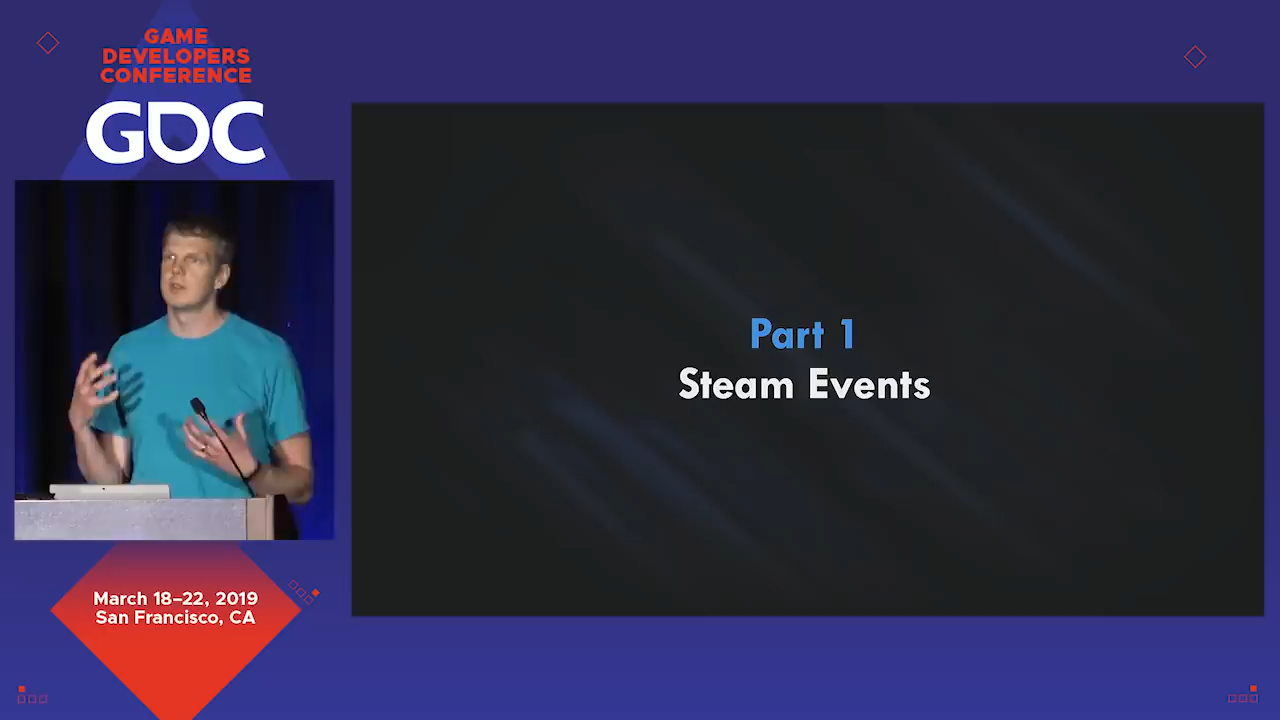 GAME
DEVELOPERS
CONFERENCE
GDC
Part 1
Steam Events
March 18–22, 2019
San Francisco, CA